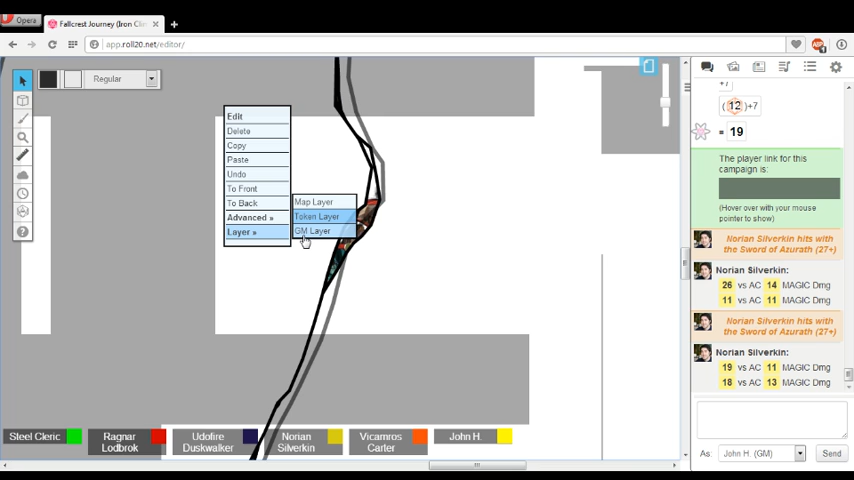 Opera
Fallcrest Journey (Iron Cli
app.roll20.net/editor/
Regular
Edit
Delete
Copy
Paste
Undo
To Front
To Back
Advanced »
Layer »
Map Layer
Token Layer
GM Layer
+7
(12)+7
= 19
The player link for this
campaign is:
(Hover over with your mouse
pointer to show)
Norian Silverkin hits with
the Sword of Azurath (27+)
Norian Silverkin:
26 vs AC 14 MAGIC Dmg
11 vs AC 11 MAGIC Dmg
Norian Silverkin hits with
the Sword of Azurath (27+)
Norian Silverkin:
19 vs AC 11 MAGIC Dmg
18 vs AC 13 MAGIC Dmg
Steel Cleric
Ragnar
Lodbrok
Udofire
Duskwalker
Norian
Silverkin
Vicamros
Carter
John H.
As: John H. (GM)
Send